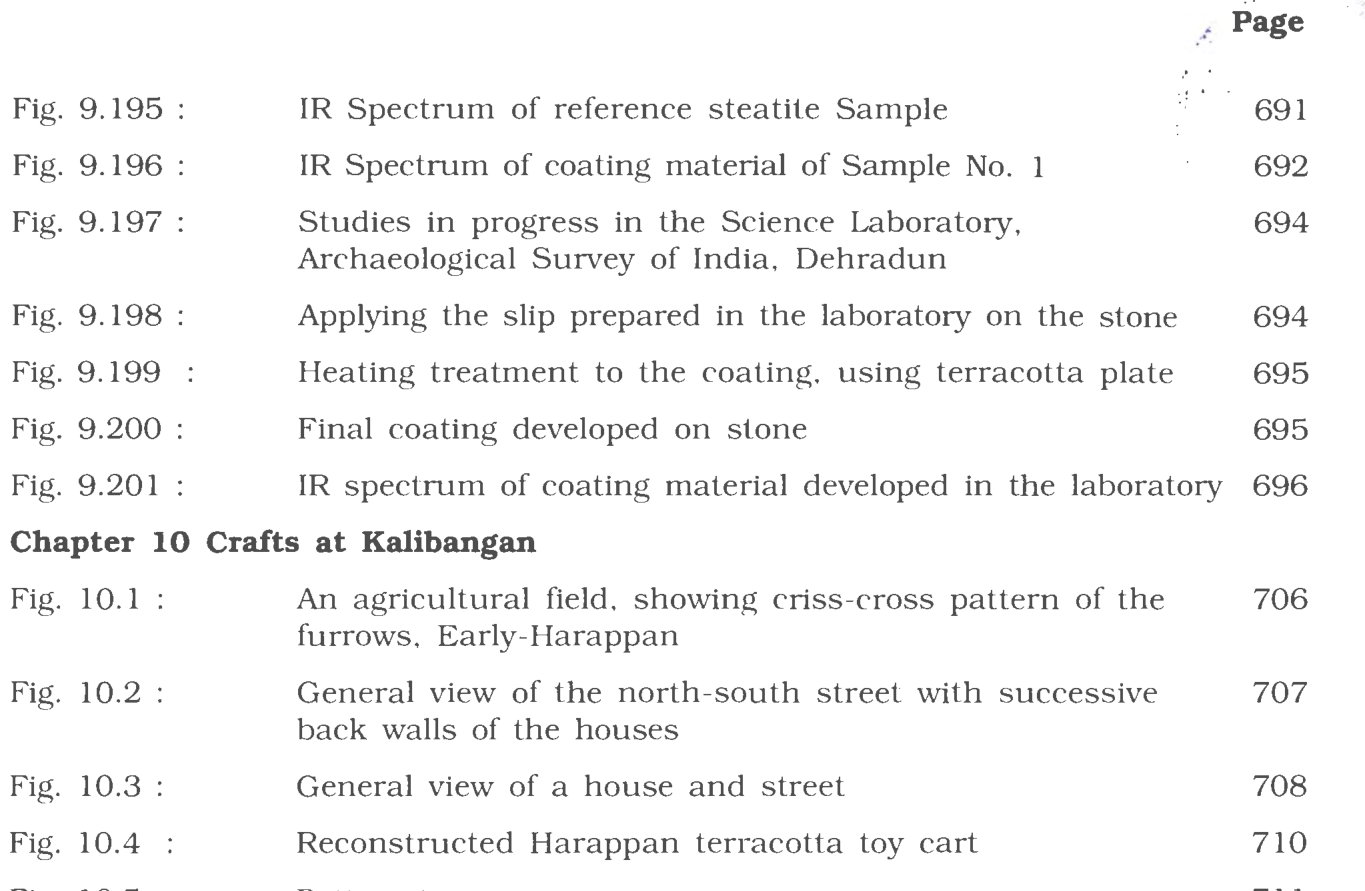 Page
Fig. 9.195 : IR Spectrum of reference steatite Sample 691
Fig. 9.196 : IR Spectrum of coating material of Sample No. 1 692
Fig. 9.197 : Studies in progress in the Science Laboratory, 694
Archaeological Survey of India, Dehradun
Fig. 9.198 : Applying the slip prepared in the laboratory on the stone 694
Fig. 9.199 : Heating treatment to the coating, using terracotta plate 695
Fig. 9.200 : Final coating developed on stone 695
Fig. 9.201 : IR spectrum of coating material developed in the laboratory 696
Chapter 10 Crafts at Kalibangan
Fig. 10.1 : An agricultural field, showing criss-cross pattern of the 706
furrows, Early-Harappan
Fig. 10.2 : General view of the north-south street with successive 707
back walls of the houses
Fig. 10.3 : General view of a house and street 708
Fig. 10.4 : Reconstructed Harappan terracotta toy cart 710